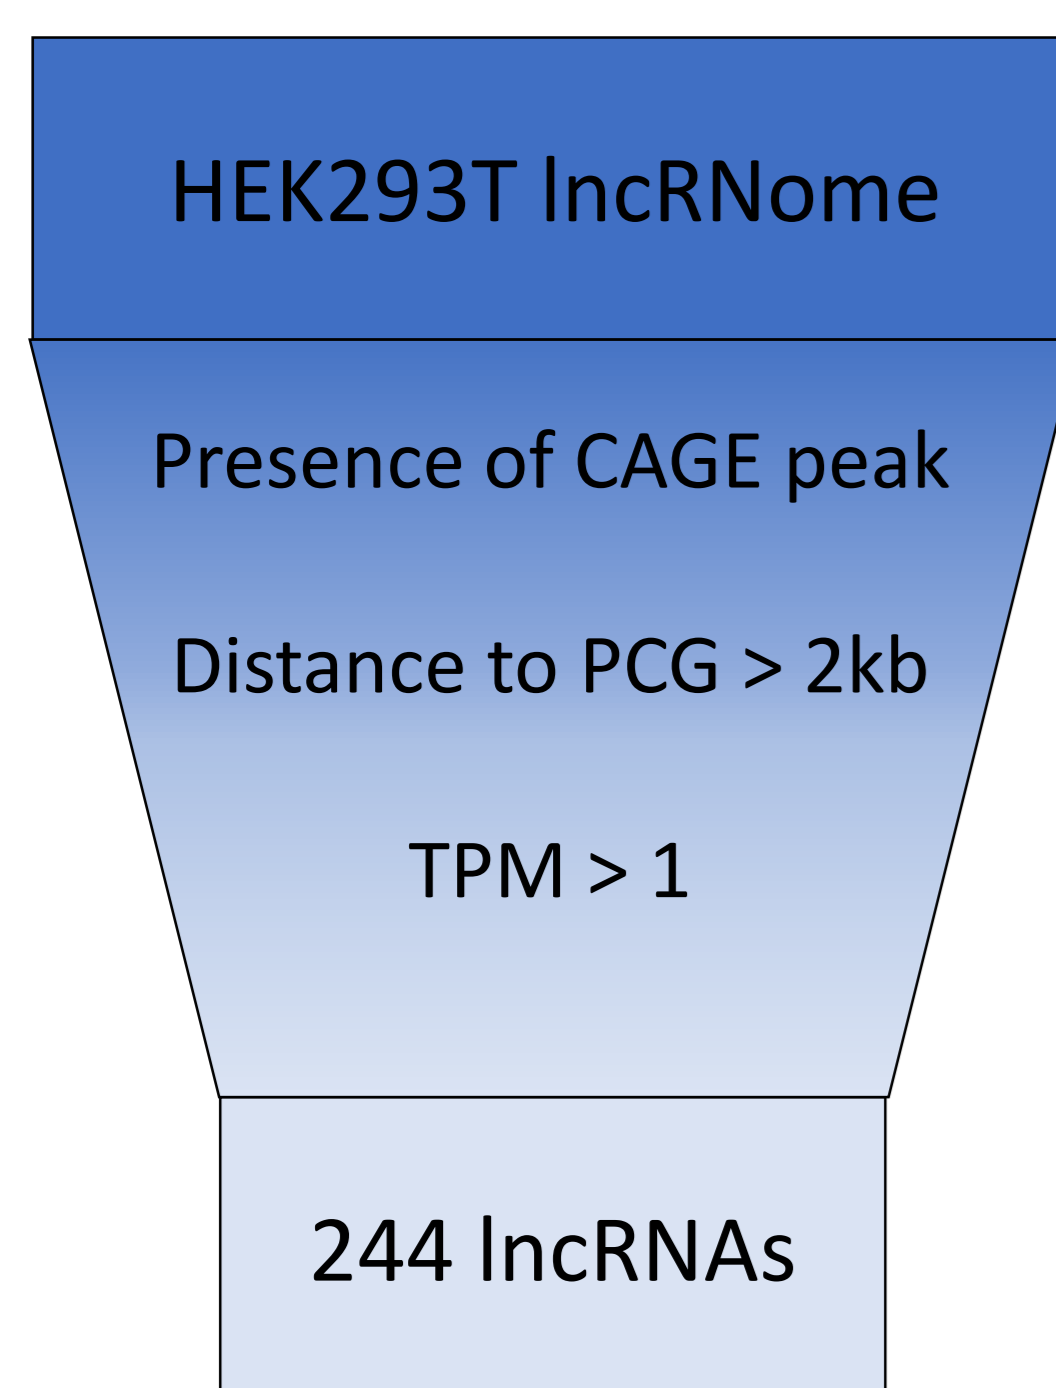 HEK293T lncRNome
Presence of CAGE peak
Distance to PCG > 2kb
TPM > 1
244 lncRNAs